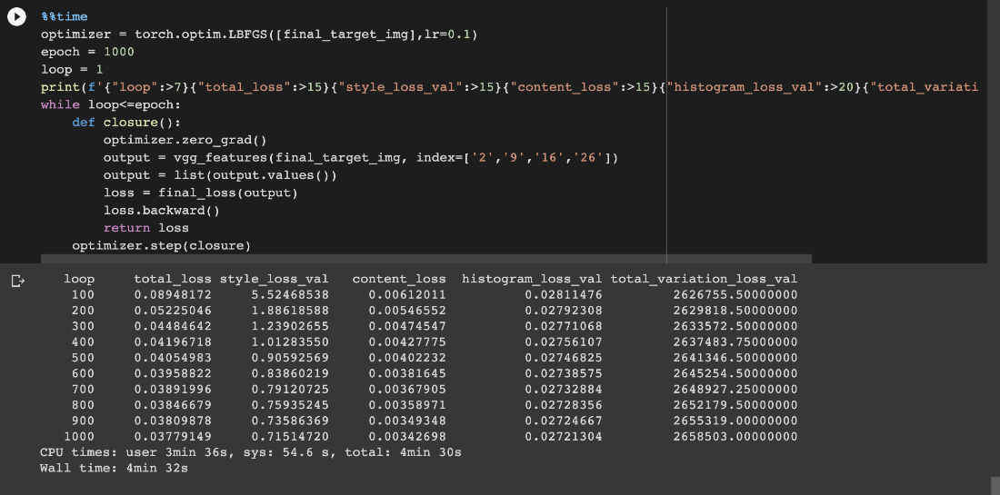 %%time
optimizer = torch.optim.LBFGS([final_target_img],lr=0.1)
epoch = 1000
loop = 1
print(f'{"loop":>7}{"total_loss":>15}{"style_loss_val":>15}{"content_loss":>15}{"histogram_loss_val":>20}{"total_variati
while loop<=epoch:
    def closure():
        optimizer.zero_grad()
        output = vgg_features(final_target_img, index=['2','9','16','26'])
        output = list(output.values())
        loss = final_loss(output)
        loss.backward()
        return loss
    optimizer.step(closure)
loop total_loss style_loss_val content_loss histogram_loss_val total_variation_loss_val
100 0.08948172 5.52468538 0.00612011 0.02811476 2626755.50000000
200 0.05225046 1.88618588 0.00546552 0.02792308 2629818.50000000
300 0.04484642 1.23902655 0.00474547 0.02771068 2633572.50000000
400 0.04196718 1.01283550 0.00427775 0.02756107 2637483.75000000
500 0.04054983 0.90592569 0.00402232 0.02746825 2641346.50000000
600 0.03958822 0.83860219 0.00381645 0.02738575 2645254.50000000
700 0.03891996 0.79120725 0.00367905 0.02732884 2648927.25000000
800 0.03846679 0.75935245 0.00358971 0.02728356 2652179.50000000
900 0.03809878 0.73586369 0.00349348 0.02724667 2655319.00000000
1000 0.03779149 0.71514720 0.00342698 0.02721304 2658503.00000000
CPU times: user 3min 36s, sys: 54.6 s, total: 4min 30s
Wall time: 4min 32s